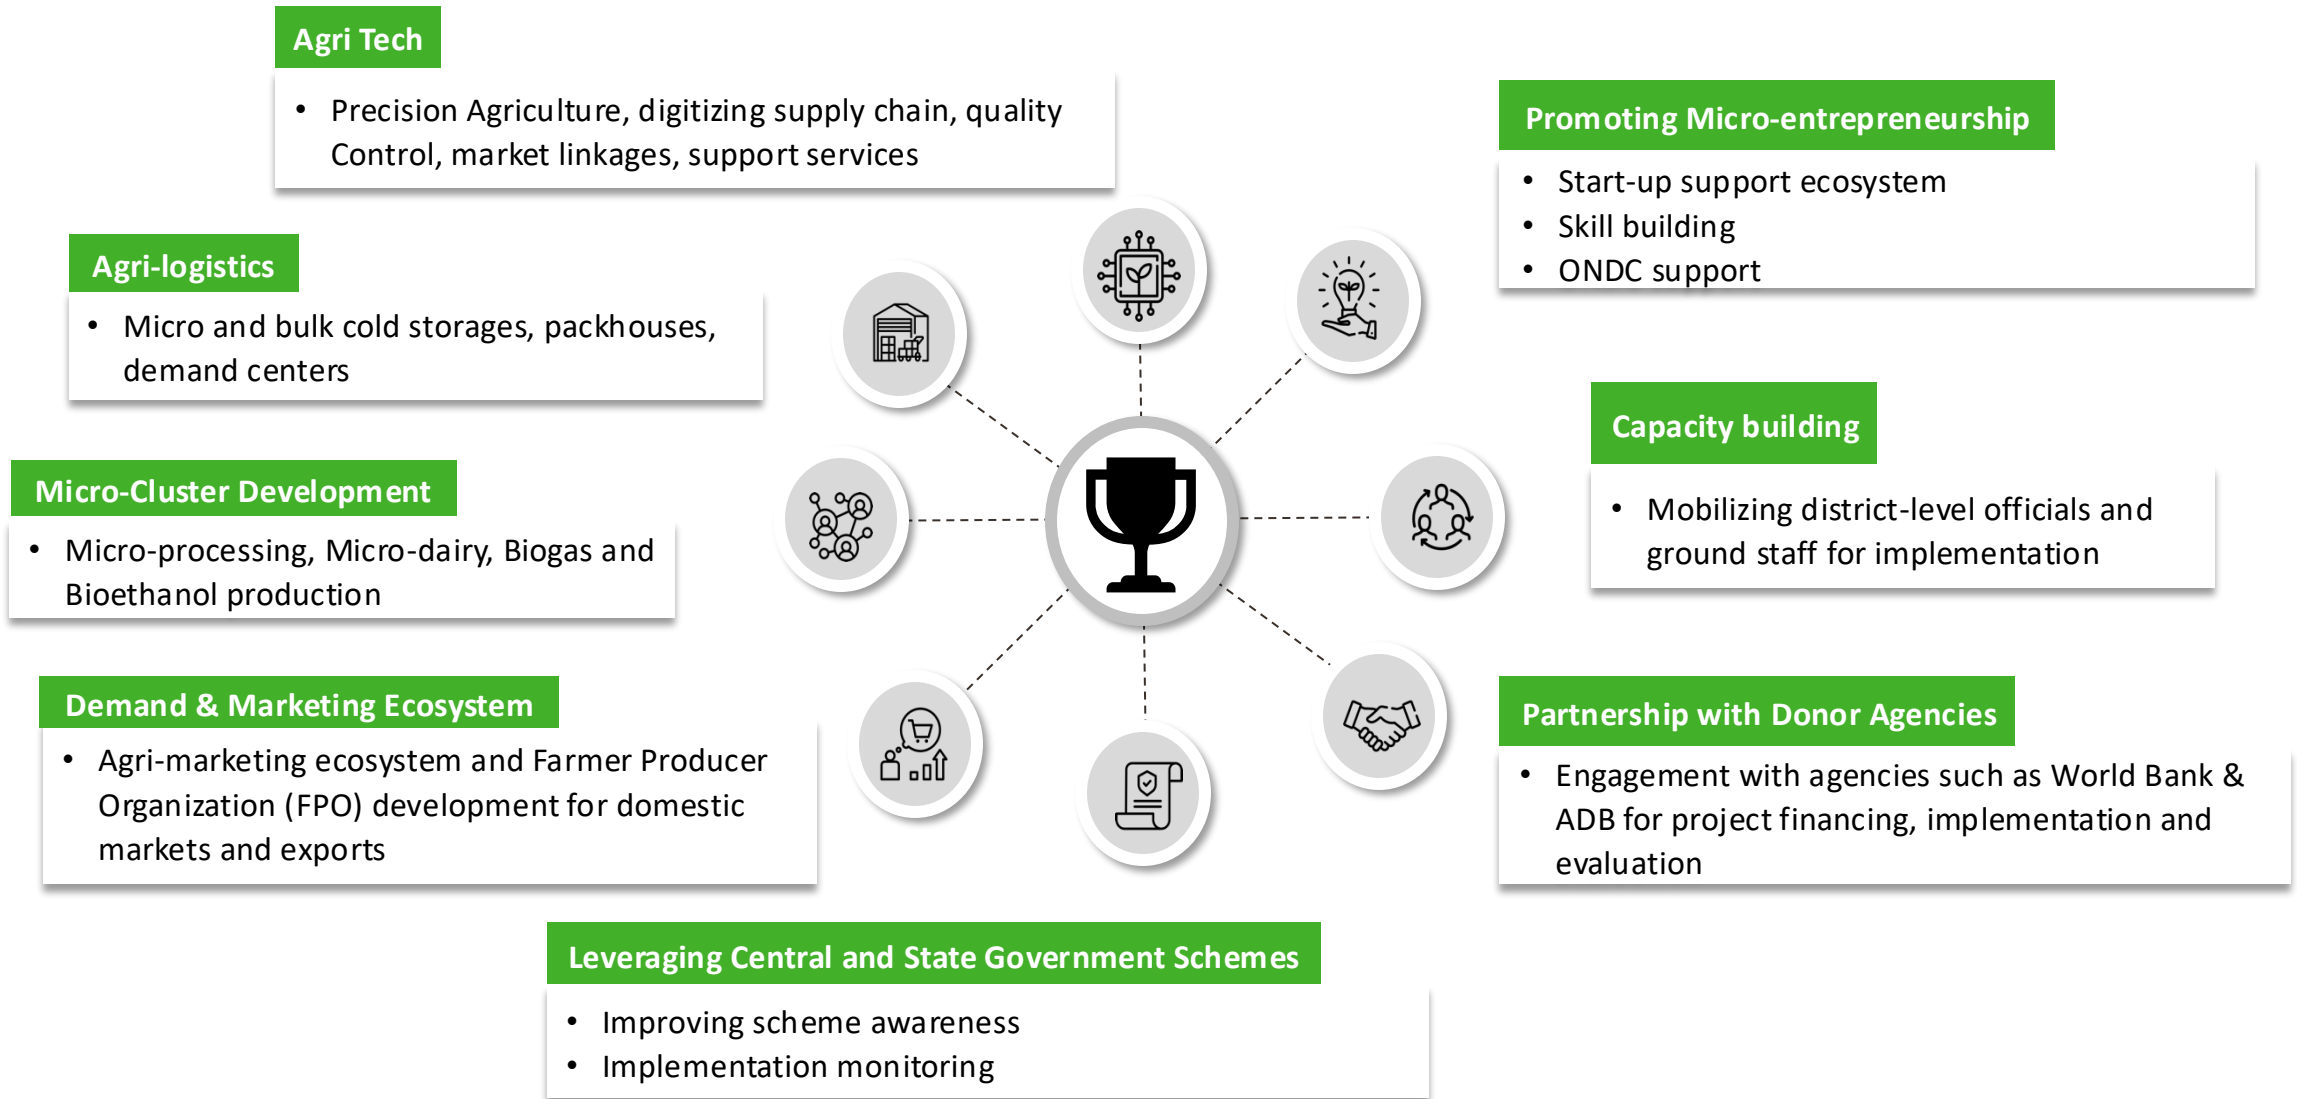 Agri Tech
• Precision Agriculture, digitizing supply chain, quality
Control, market linkages, support services
Promoting Micro-entrepreneurship
• Start-up support ecosystem
• Skill building
• ONDC support
Agri-logistics
• Micro and bulk cold storages, packhouses,
demand centers
Capacity building
• Mobilizing district-level officials and
ground staff for implementation
Micro-Cluster Development
• Micro-processing, Micro-dairy, Biogas and
Bioethanol production
Demand & Marketing Ecosystem
• Agri-marketing ecosystem and Farmer Producer
Organization (FPO) development for domestic
markets and exports
Partnership with Donor Agencies
• Engagement with agencies such as World Bank &
ADB for project financing, implementation and
evaluation
Leveraging Central and State Government Schemes
• Improving scheme awareness
• Implementation monitoring